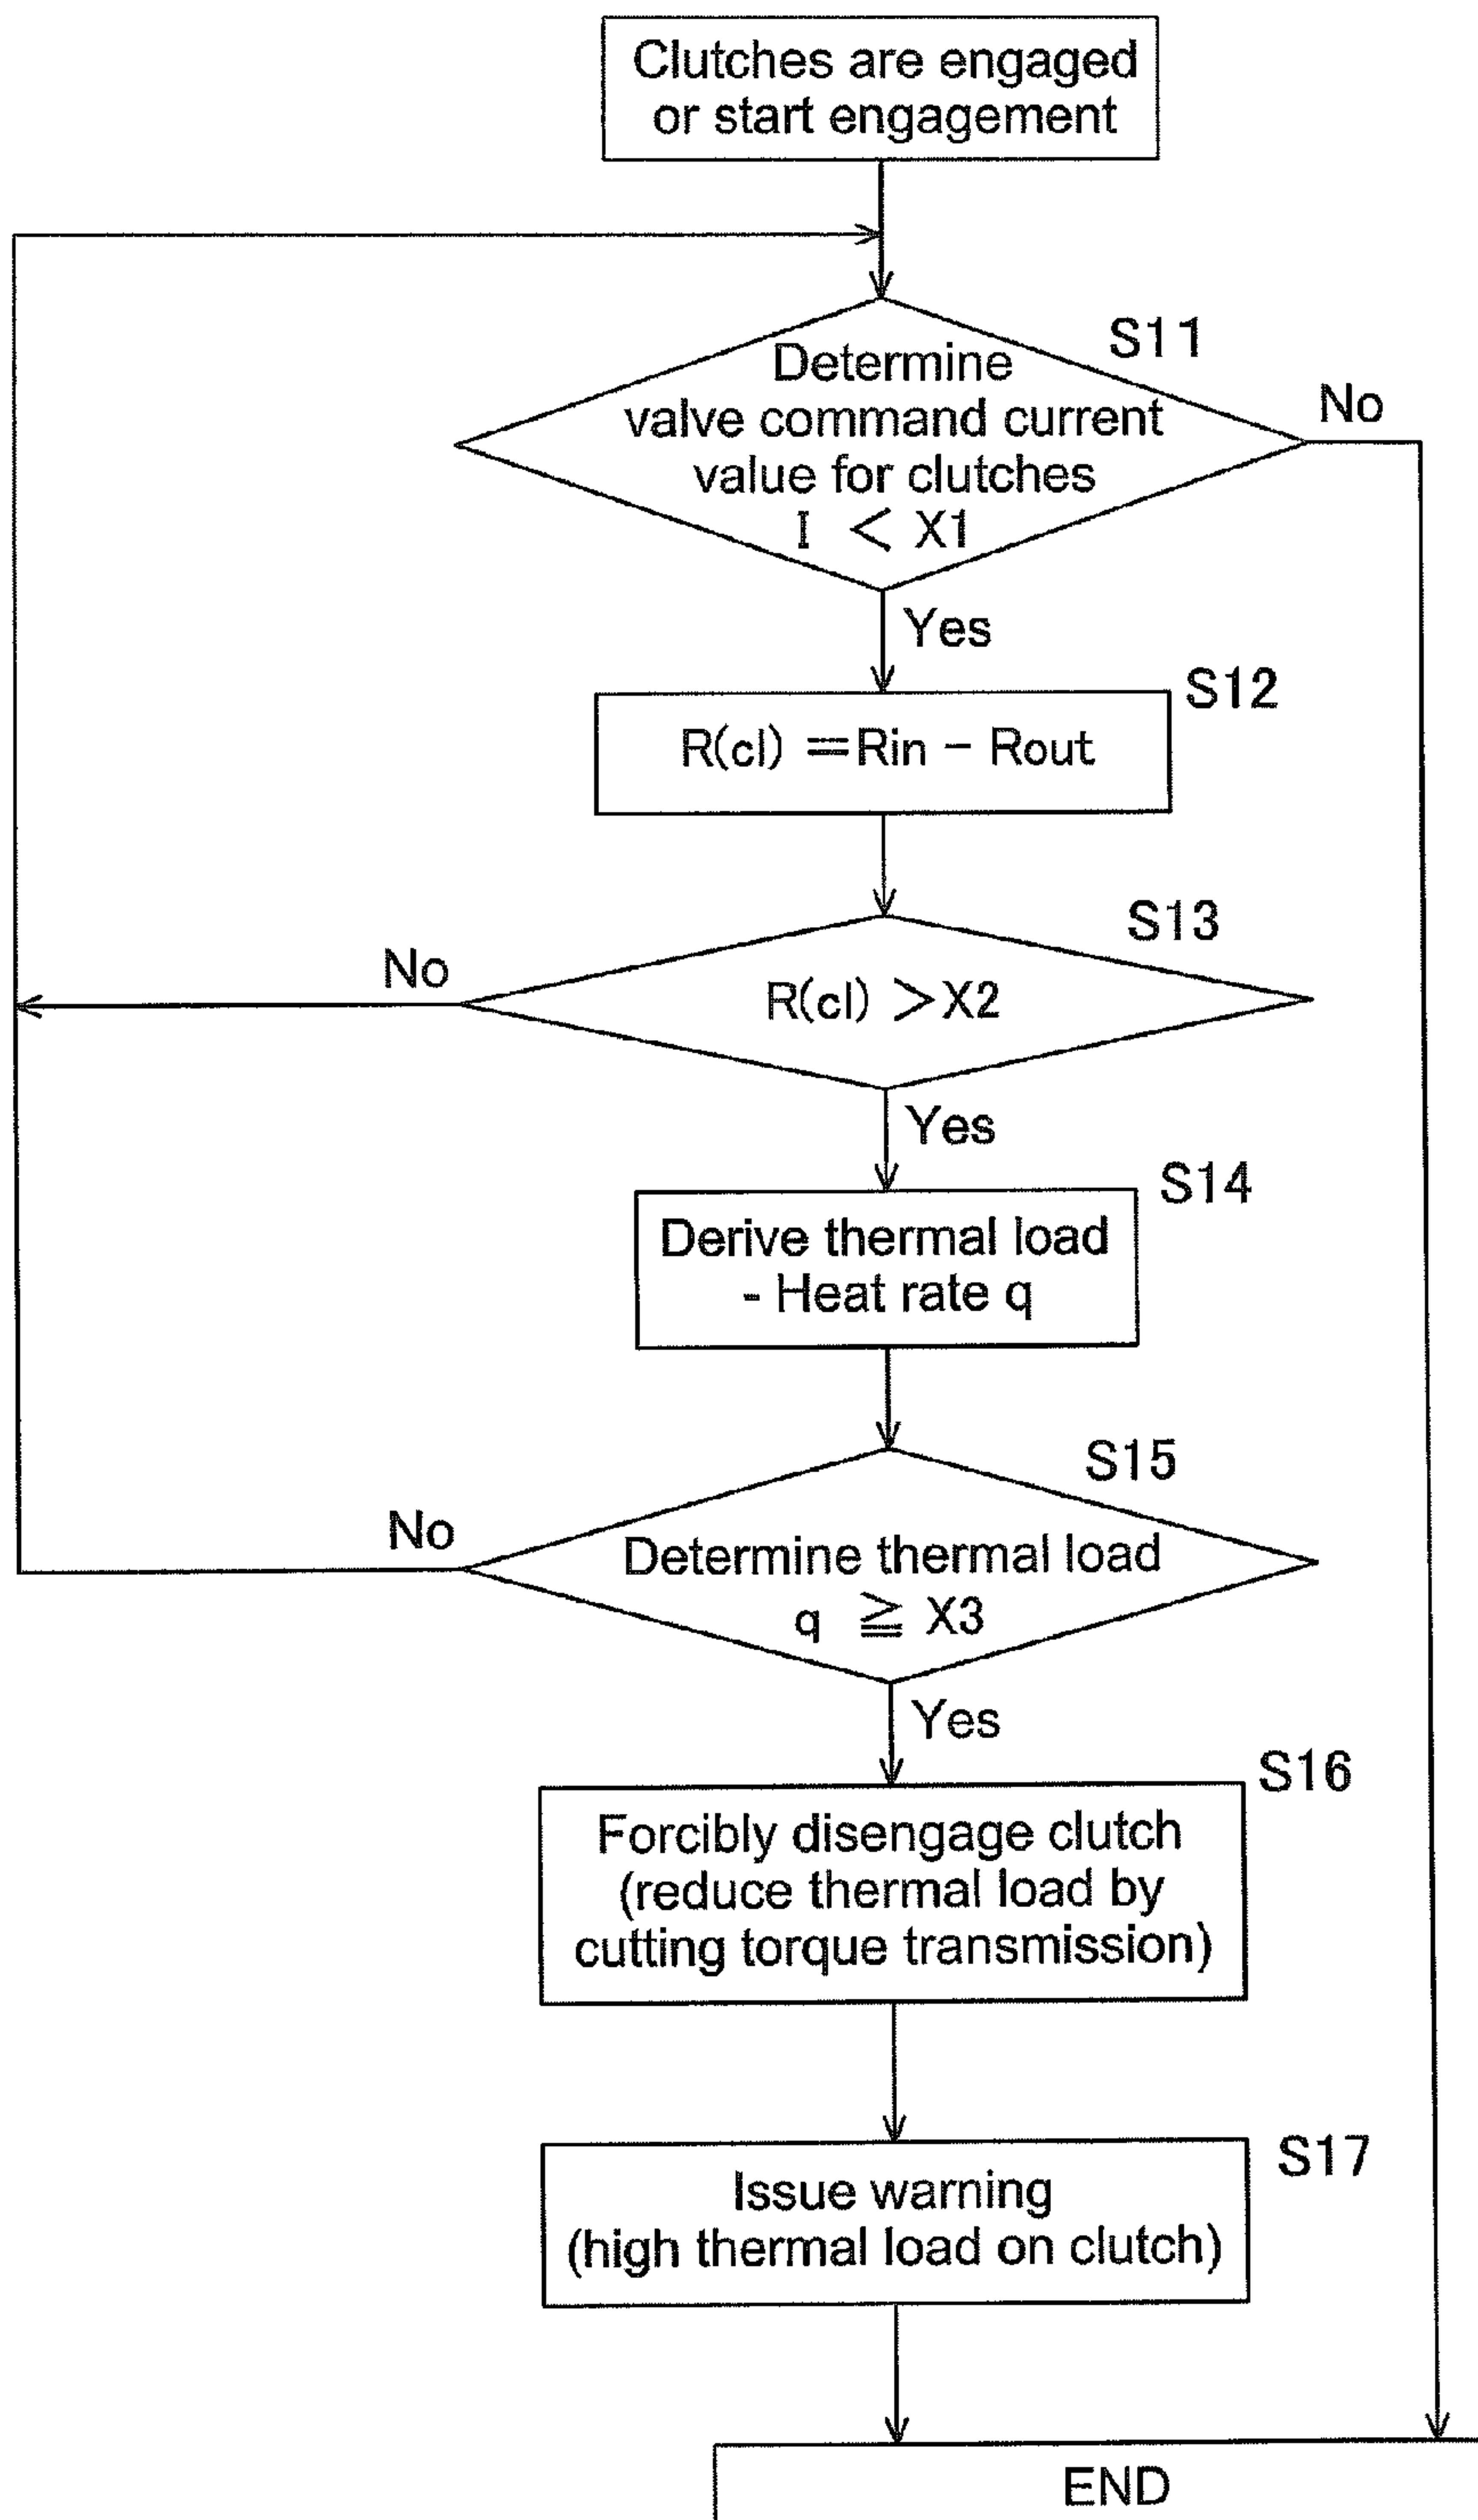 Clutches are engaged
or start engagement
S11
Determine
valve command current
value for clutches
I < X1
No
Yes
S12
R(cl) =Rin - Rout
S13
No
R(cl) >X2
Yes
S14
Derive thermal load
- Heat rate q
S15
No
Determine thermal load
q ≧ X3
Yes
S16
Forcibly disengage clutch
(reduce thermal load by
cutting torque transmission)
S17
Issue warning
(high thermal load on clutch)
END